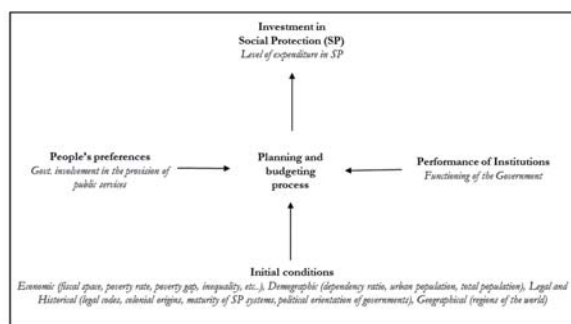 Investment in
Social Protection (SP)
Level of expenditure in SP
People's preferences
Govt. involvement in the provision of
public services
Planning and
budgeting
process
Performance of Institutions
Functioning of the Government
Initial conditions
Economic (fiscal space, poverty rate, poverty gap, inequality, etc..), Demographic (dependency ratio, urban population, total population), Legal and
Historical (legal codes, colonial origins, maturity of SP systems, political orientation of governments), Geographical (regions of the world)